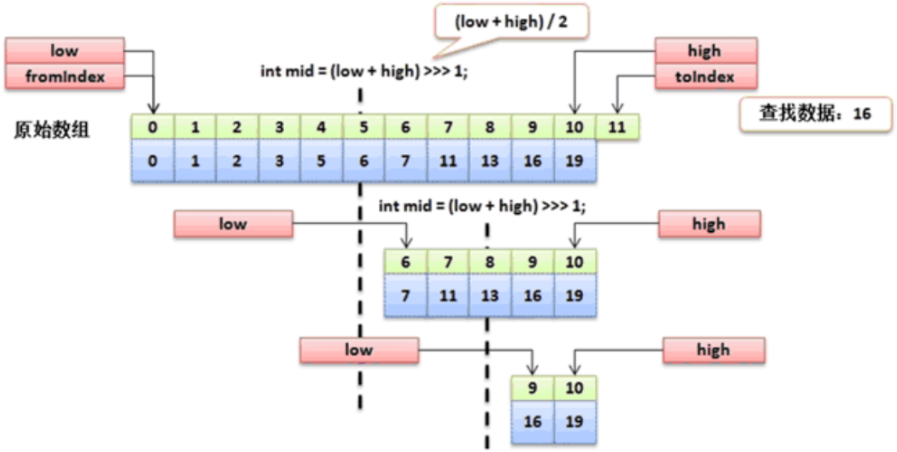 (low + high) / 2
low
high
fromIndex
int mid = (low + high) >>> 1;
toIndex
查找数据：16
原始数组
0 1 2 3 4 5 6 7 8 9 10 11
0 1 2 3 5 6 7 11 13 16 19
int mid = (low + high) >>> 1;
low
high
6 7 8 9 10
7 11 13 16 19
low
high
9 10
16 19